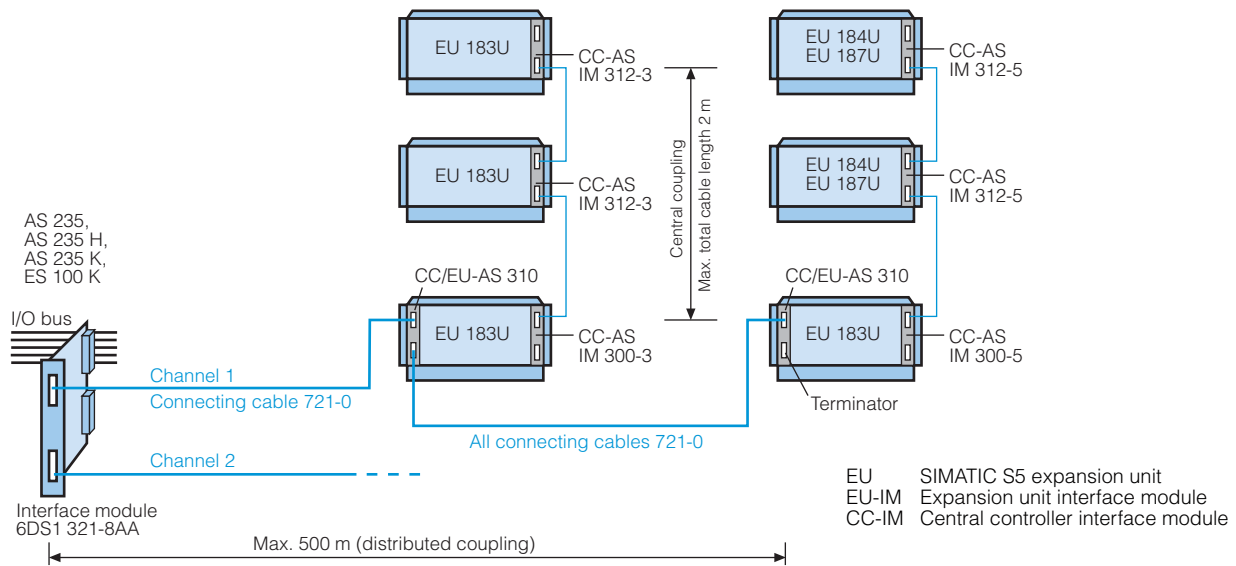 EU 183U
CC-AS
IM 312-3
EU 184U
EU 187U
CC-AS
IM 312-5
EU 183U
CC-AS
IM 312-3
Central coupling
Max. total cable length 2 m
EU 184U
EU 187U
CC-AS
IM 312-5
AS 235,
AS 235 H,
AS 235 K,
ES 100 K
I/O bus
CC/EU-AS 310
EU 183U
CC-AS
IM 300-3
CC/EU-AS 310
EU 183U
CC-AS
IM 300-5
Terminator
Channel 1
Connecting cable 721-0
All connecting cables 721-0
Channel 2
Interface module
6DS1 321-8AA
EU SIMATIC S5 expansion unit
EU-IM Expansion unit interface module
CC-IM Central controller interface module
Max. 500 m (distributed coupling)